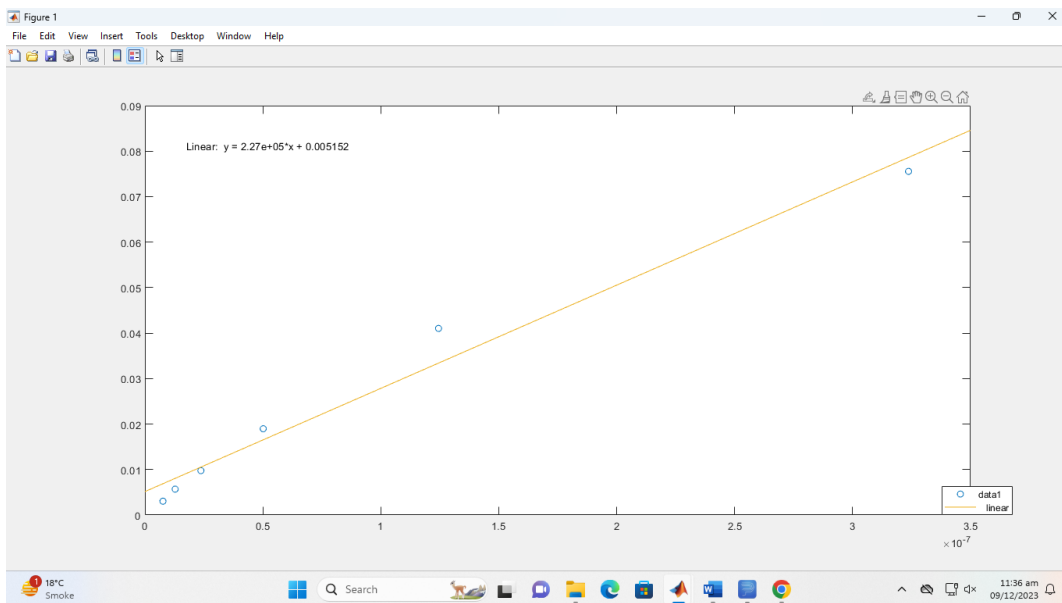 Figure 1
File Edit View Insert Tools Desktop Window Help
0.09
Linear: y = 2.27e+05*x + 0.005152
0.08
0.07
0.06
0.05
0.04
0.03
0.02
0.01
0
data1
linear
0 0.5 1 1.5 2 2.5 3 3.5
×10-7
1
18°C
Smoke
Search
11:36 am
09/12/2023